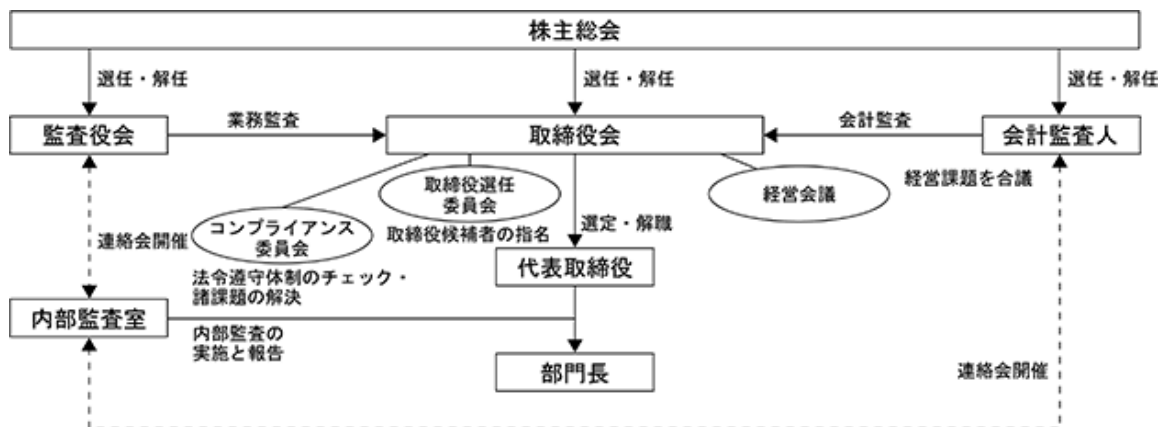 株主総会
選任・解任
選任・解任
選任・解任
監査役会
業務監査
取締役会
会計監査
会計監査人
経営課題を合議
取締役選任
委員会
経営会議
コンプライアンス
委員会
取締役候補者の指名
選定・解職
連絡会開催
代表取締役
法令遵守体制のチェック・
諸課題の解決
内部監査室
内部監査の
実施と報告
部門長
連絡会開催